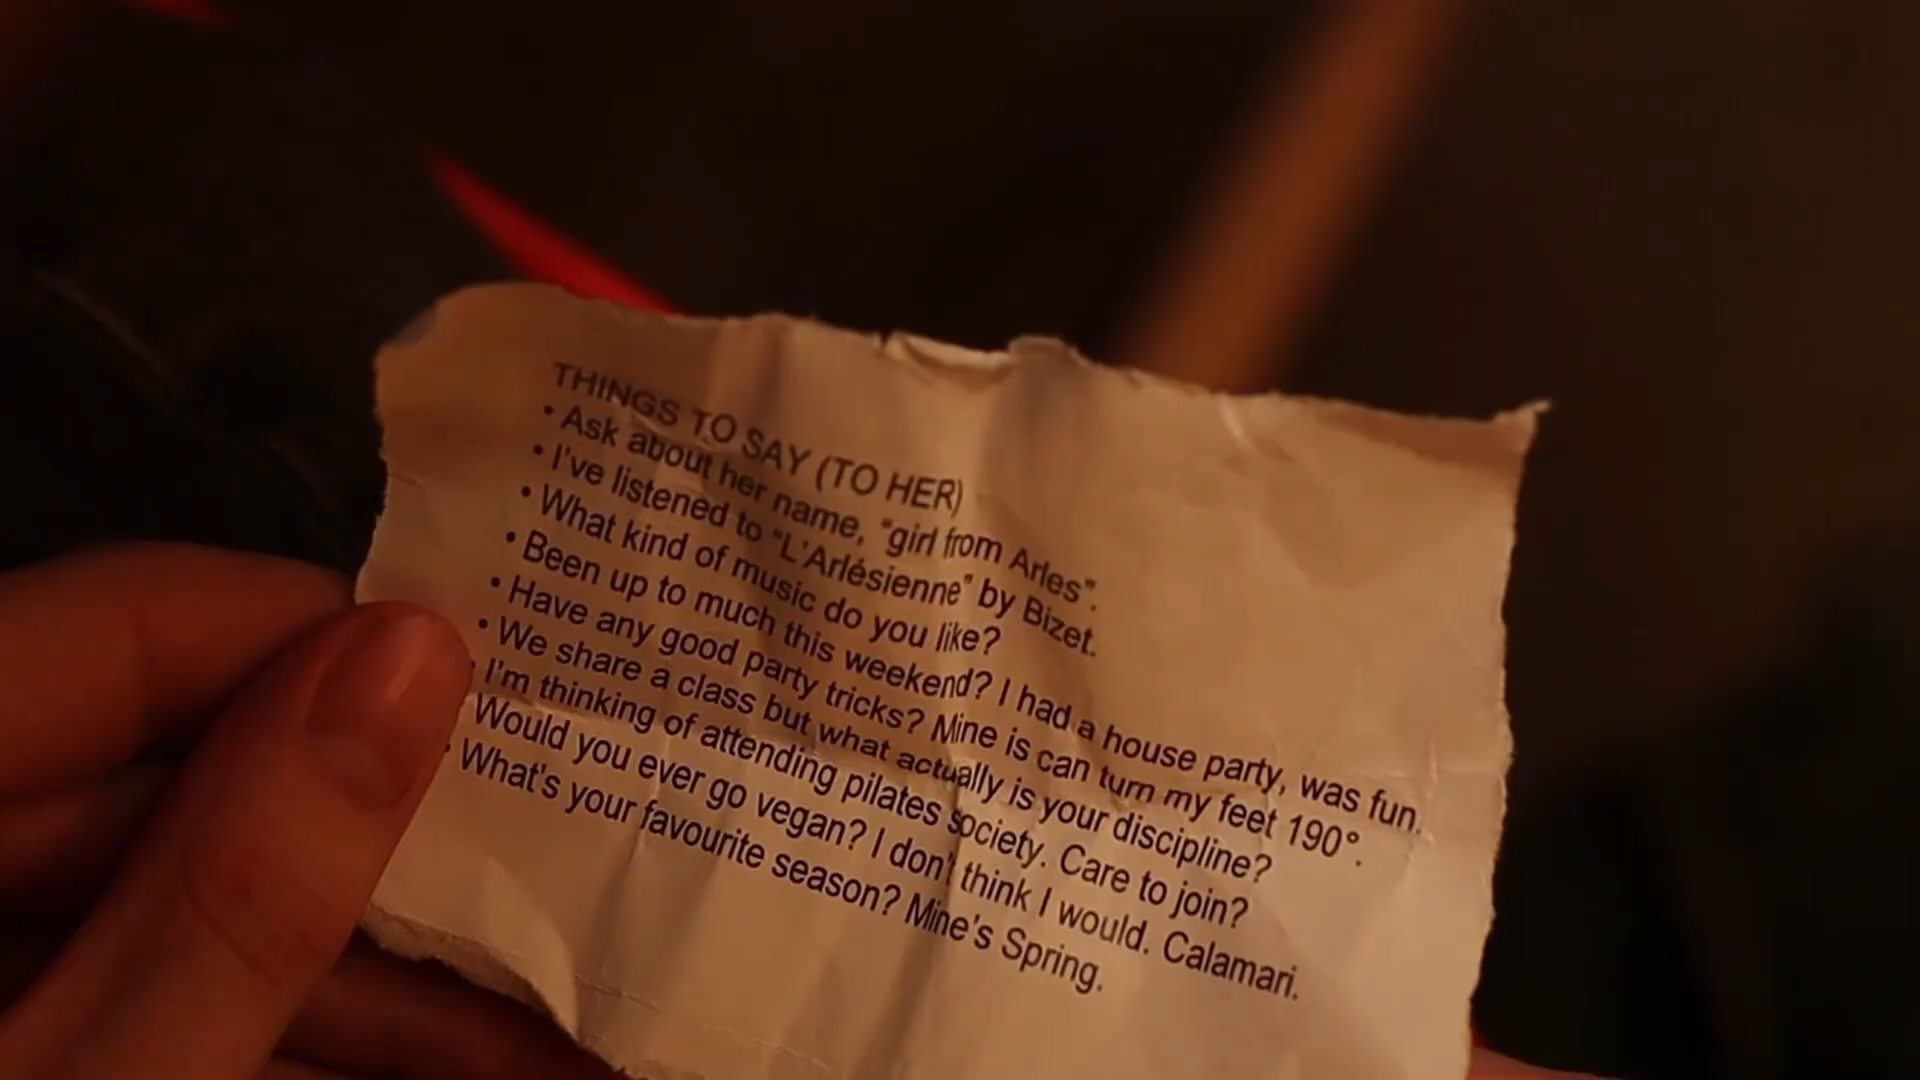 THINGS TO SAY (TO HER)
• Ask about her name, “girl from Arles”.
• I've listened to “L'Arlésienne” by Bizet.
• What kind of music do you like?
• Been up to much this weekend? I had a house party, was fun.
• Have any good party tricks? Mine is can turn my feet 190°.
• We share a class but what actually is your discipline?
• I'm thinking of attending pilates society. Care to join?
Would you ever go vegan? I don't think I would. Calamari.
• What's your favourite season? Mine's Spring.